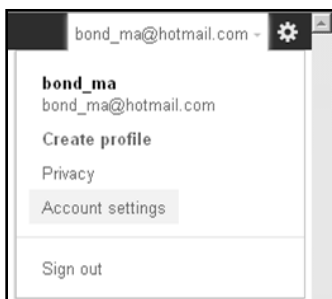 bond_ma@hotmail.com
bond_ma
bond_ma@hotmail.com
Create profile
Privacy
Account settings
Sign out